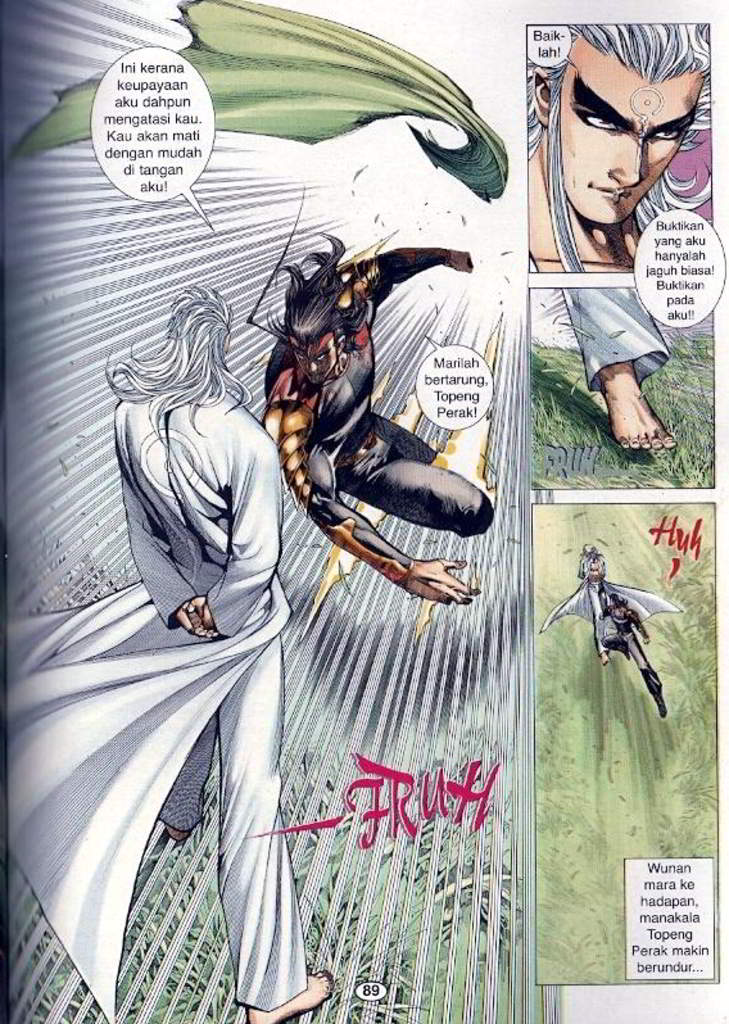 Ini kerana
keupayaan
aku dahpun
mengatasi kau.
Kau akan mati
dengan mudah
di tangan
aku!
Marilah
bertarung,
Topeng
Perak!
FRUH
Baik-
lah!
Buktikan
yang aku
hanyalah
jaguh biasa!
Buktikan
pada
aku!!
FRUH
Huh
Wunan
mara ke
hadapan,
manakala
Topeng
Perak makin
berundur...
89